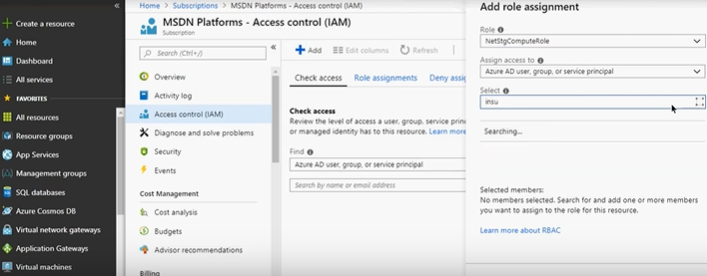 Create a resource
Home
Dashboard
All services
FAVORITES
All resources
Resource groups
App Services
Management groups
SQL databases
Azure Cosmos DB
Virtual network gateways
Application Gateways
Virtual machines
Home > Subscriptions > MSDN Platforms - Access control (IAM)
MSDN Platforms - Access control (IAM)
Subscription
Search (Ctrl+/)
Overview
Activity log
Access control (IAM)
Diagnose and solve problems
Security
Events
Cost Management
Cost analysis
Budgets
Advisor recommendations
Billing
Add Edit columns Refresh
Check access Role assignments Deny assig
Check access
Review the level of access a user, group, or service principal,
or managed identity has to this resource. Learn more
Find
Azure AD user, group, or service principal
Search by name or email address
Add role assignment
Role
NetStgComputeRole
Assign access to
Azure AD user, group, or service principal
Select
insu
Searching...
Selected members:
No members selected. Search for and add one or more members
you want to assign to the role for this resource.
Learn more about RBAC